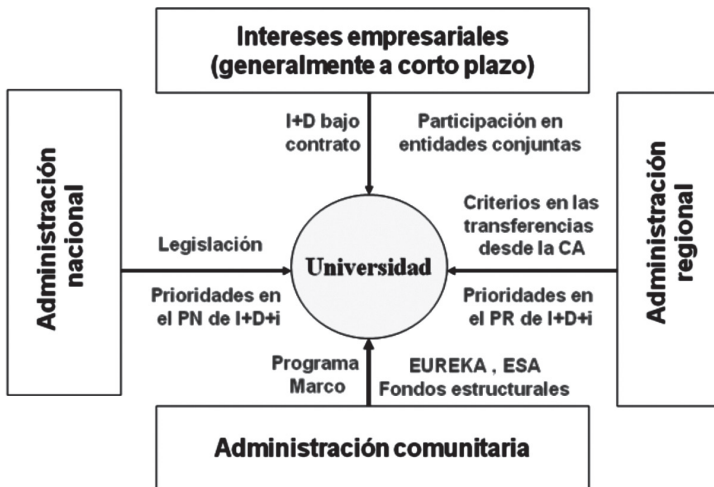 Intereses empresariales
(generalmente a corto plazo)
I+D bajo
contrato
Participación en
entidades conjuntas
Administración
nacional
Legislación
Prioridades en
el PN de I+D+i
Universidad
Criterios en las
transferencias
desde la CA
Prioridades en
el PR de I+D+i
Administración
regional
Programa
Marco
EUREKA , ESA
Fondos estructurales
Administración comunitaria